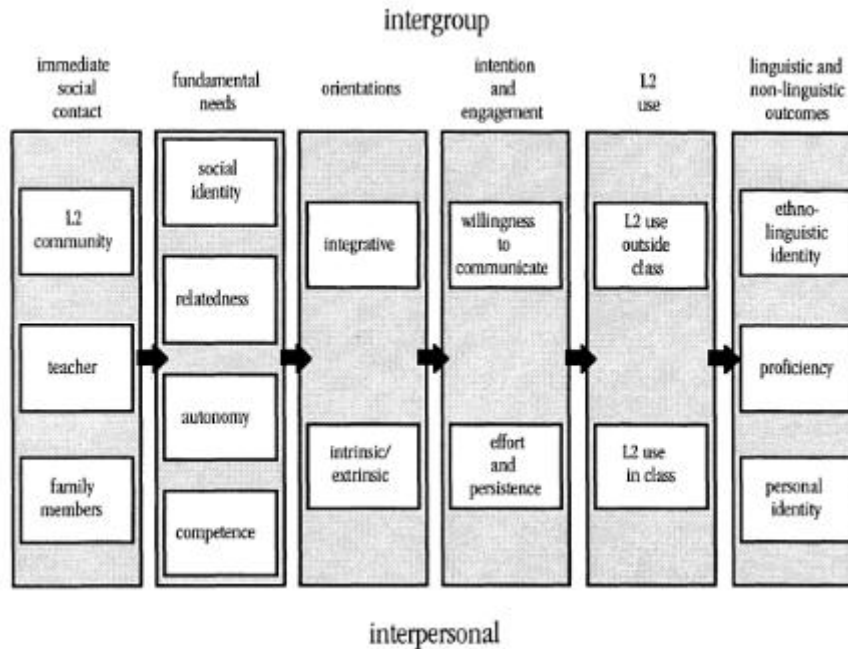 intergroup
immediate
social
contact
fundamental
needs
orientations
intention
and
engagement
L2
use
linguistic and
non-linguistic
outcomes
L2
community
teacher
family
members
social
identity
relatedness
autonomy
competence
integrative
intrinsic/
extrinsic
willingness
to
communicate
effort
and
persistence
L2 use
outside
class
L2 use
in class
ethno-
linguistic
identity
proficiency
personal
identity
interpersonal